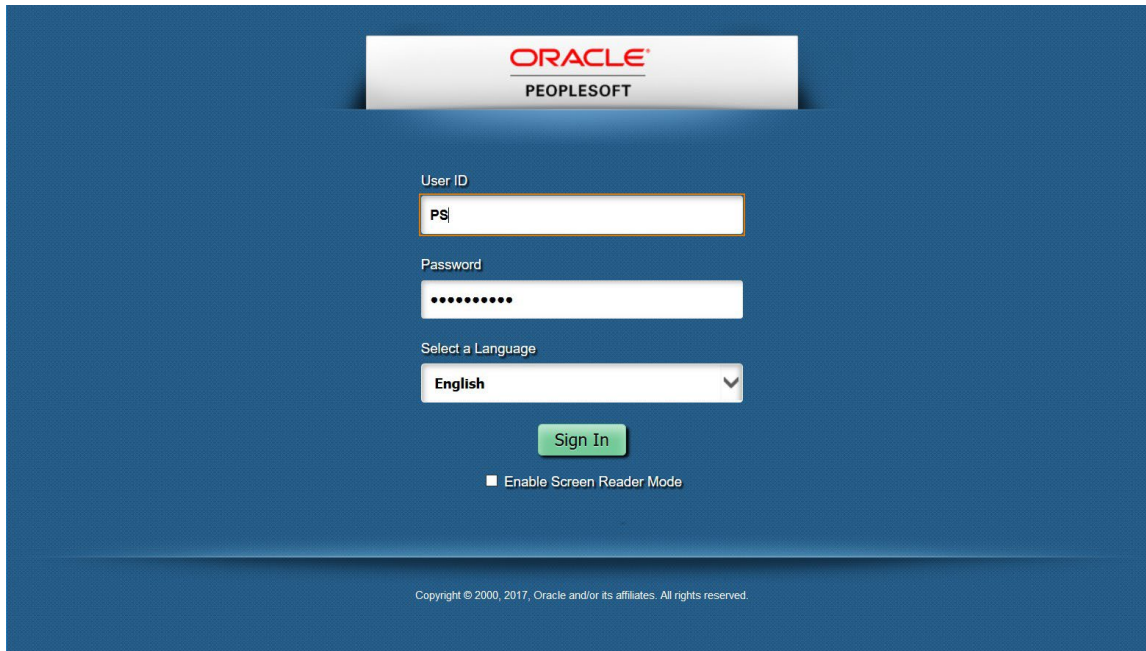 ORACLE®
PEOPLESOFT
User ID
PS
Password
••••••••••
Select a Language
English
Sign In
Enable Screen Reader Mode
Copyright © 2000, 2017, Oracle and/or its affiliates. All rights reserved.